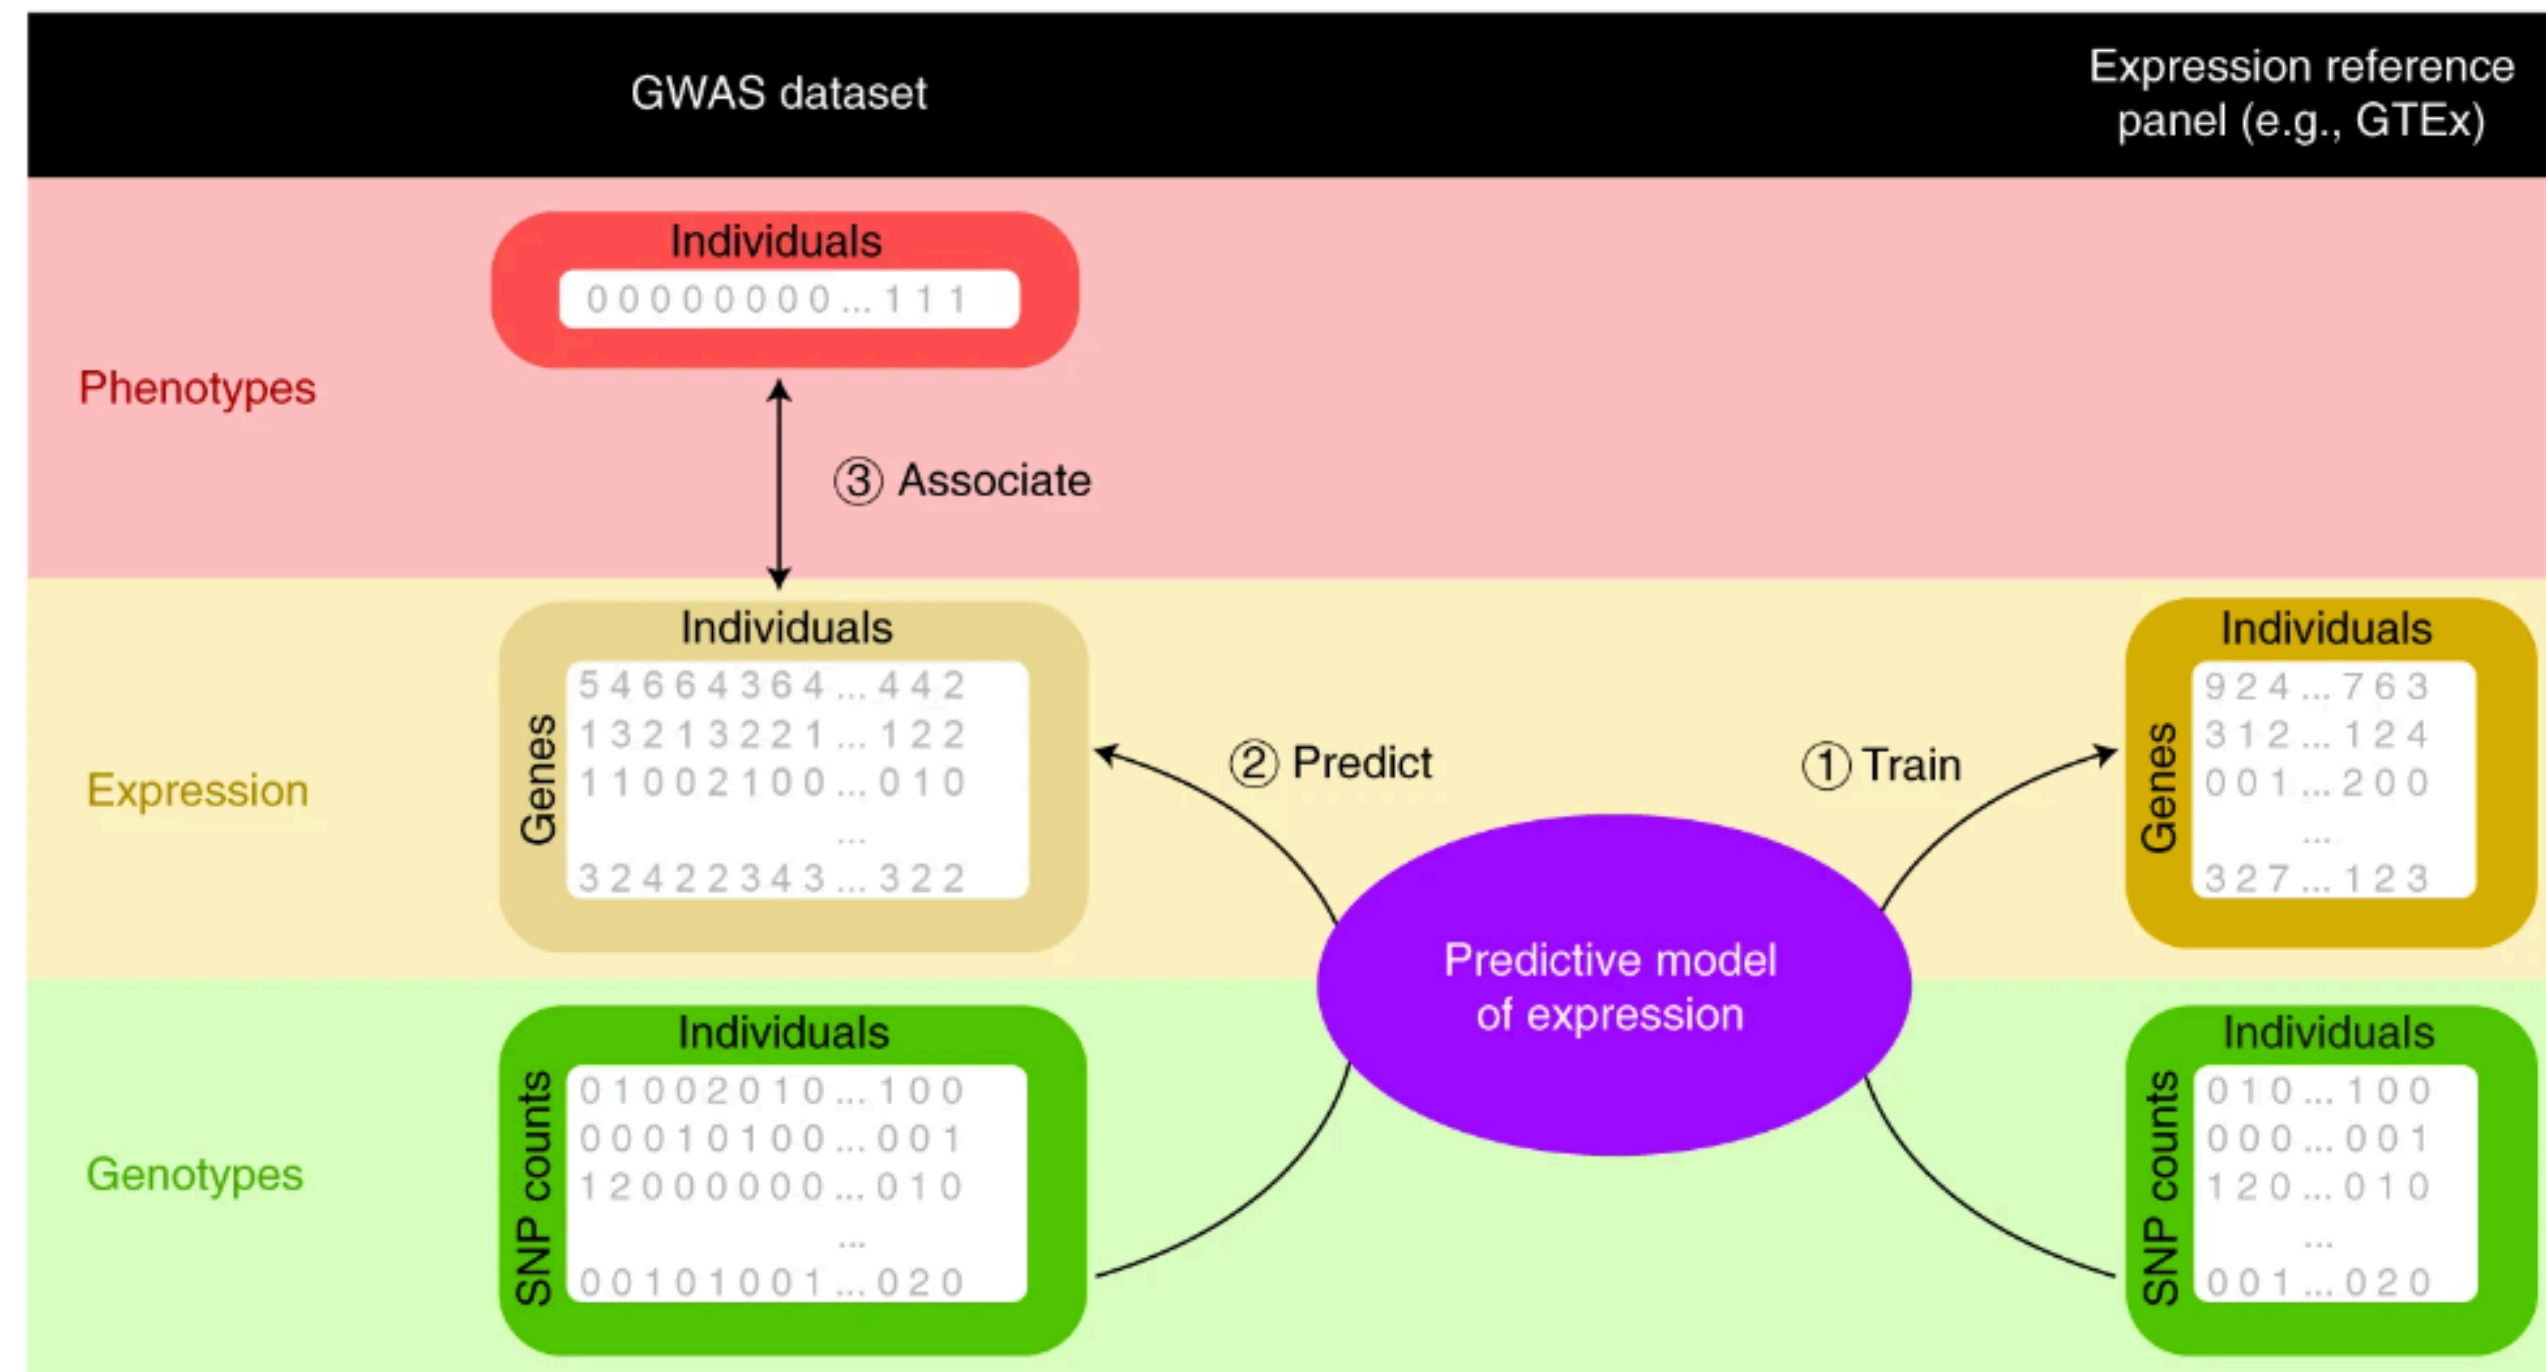 GWAS dataset
Expression reference
panel (e.g., GTEx)
Phenotypes
Individuals
0 0 0 0 0 0 0 0 ... 1 1 1
③ Associate
Expression
Individuals
Genes
5 4 6 6 4 3 6 4 ... 4 4 2
1 3 2 1 3 2 2 1 ... 1 2 2
1 1 0 0 2 1 0 0 ... 0 1 0
...
3 2 4 2 2 3 4 3 ... 3 2 2
② Predict
① Train
Individuals
Genes
9 2 4 ... 7 6 3
3 1 2 ... 1 2 4
0 0 1 ... 2 0 0
...
3 2 7 ... 1 2 3
Predictive model
of expression
Genotypes
Individuals
SNP counts
0 1 0 0 2 0 1 0 ... 1 0 0
0 0 0 1 0 1 0 0 ... 0 0 1
1 2 0 0 0 0 0 0 ... 0 1 0
...
0 0 1 0 1 0 0 1 ... 0 2 0
Individuals
SNP counts
0 1 0 ... 1 0 0
0 0 0 ... 0 0 1
1 2 0 ... 0 1 0
...
0 0 1 ... 0 2 0